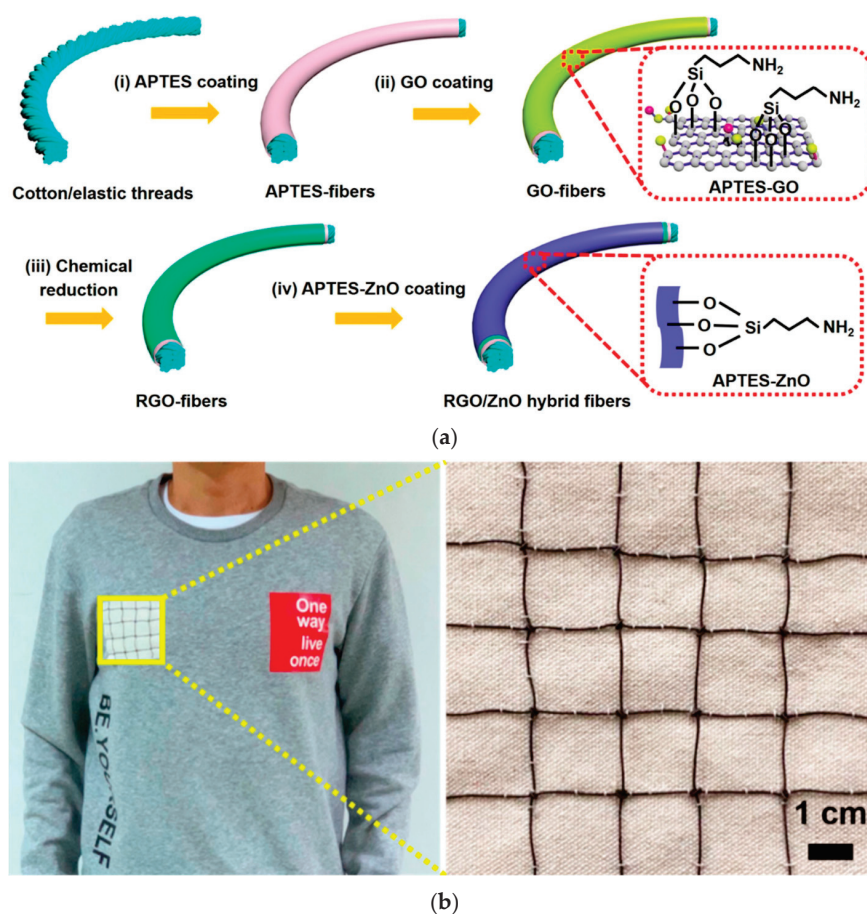 (i) APTES coating
(ii) GO coating
Si
NH2
O
O
O
Si
NH2
O
O
O
APTES-GO
Cotton/elastic threads
APTES-fibers
GO-fibers
(iii) Chemical
reduction
(iv) APTES-ZnO coating
O
O
O
Si
NH2
APTES-ZnO
RGO-fibers
RGO/ZnO hybrid fibers
(a)
One
way
live
once
BE. YOURSELF
1 cm
(b)